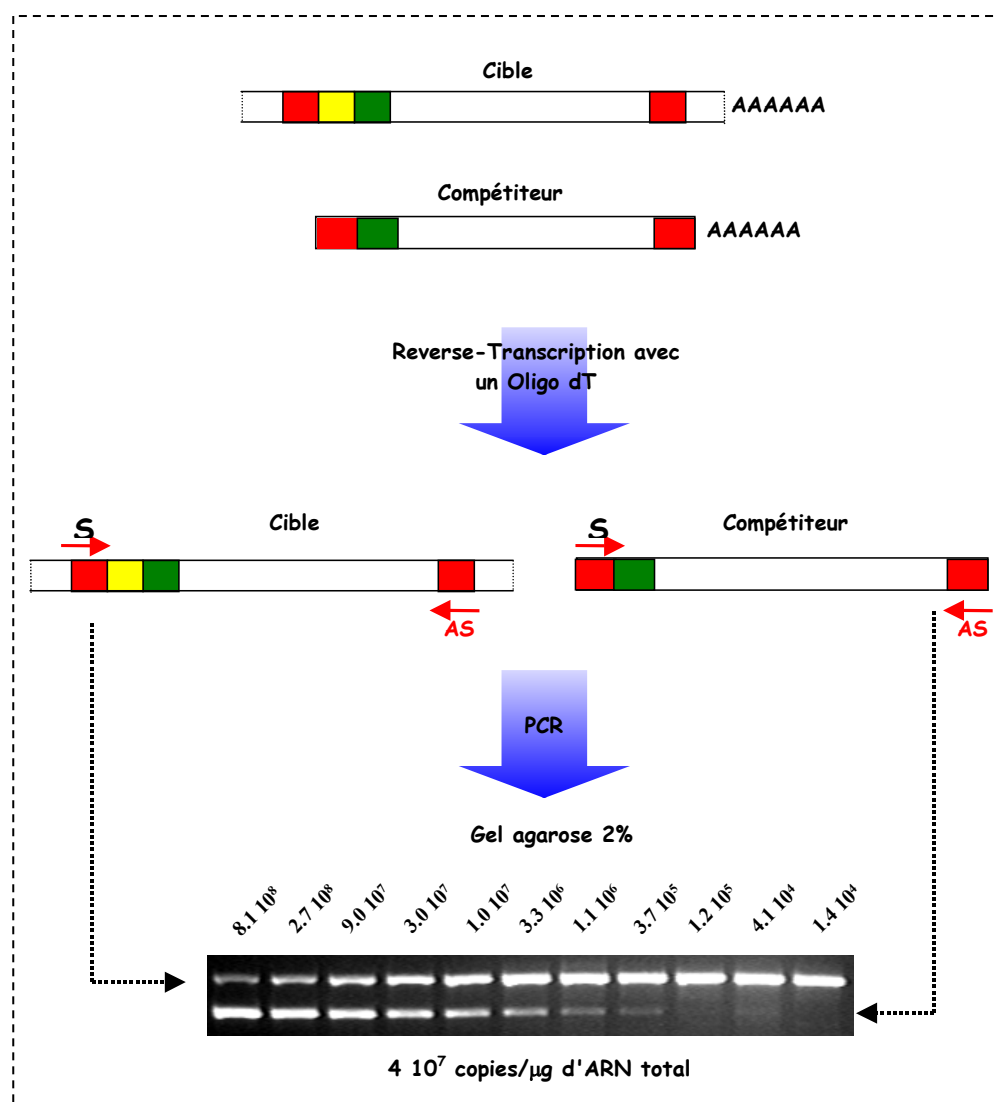 Cible
AAAAAA
Compétiteur
AAAAAA
Reverse-Transcription avec
un Oligo dT
Cible
Compétiteur
S
S
AS
AS
PCR
Gel agarose 2%
8.1 10⁸ 2.7 10⁸ 9.0 10⁷ 3.0 10⁷ 1.0 10⁷ 3.3 10⁶ 1.1 10⁶ 3.7 10⁵ 1.2 10⁵ 4.1 10⁴ 1.4 10⁴
4 10⁷ copies/µg d'ARN total